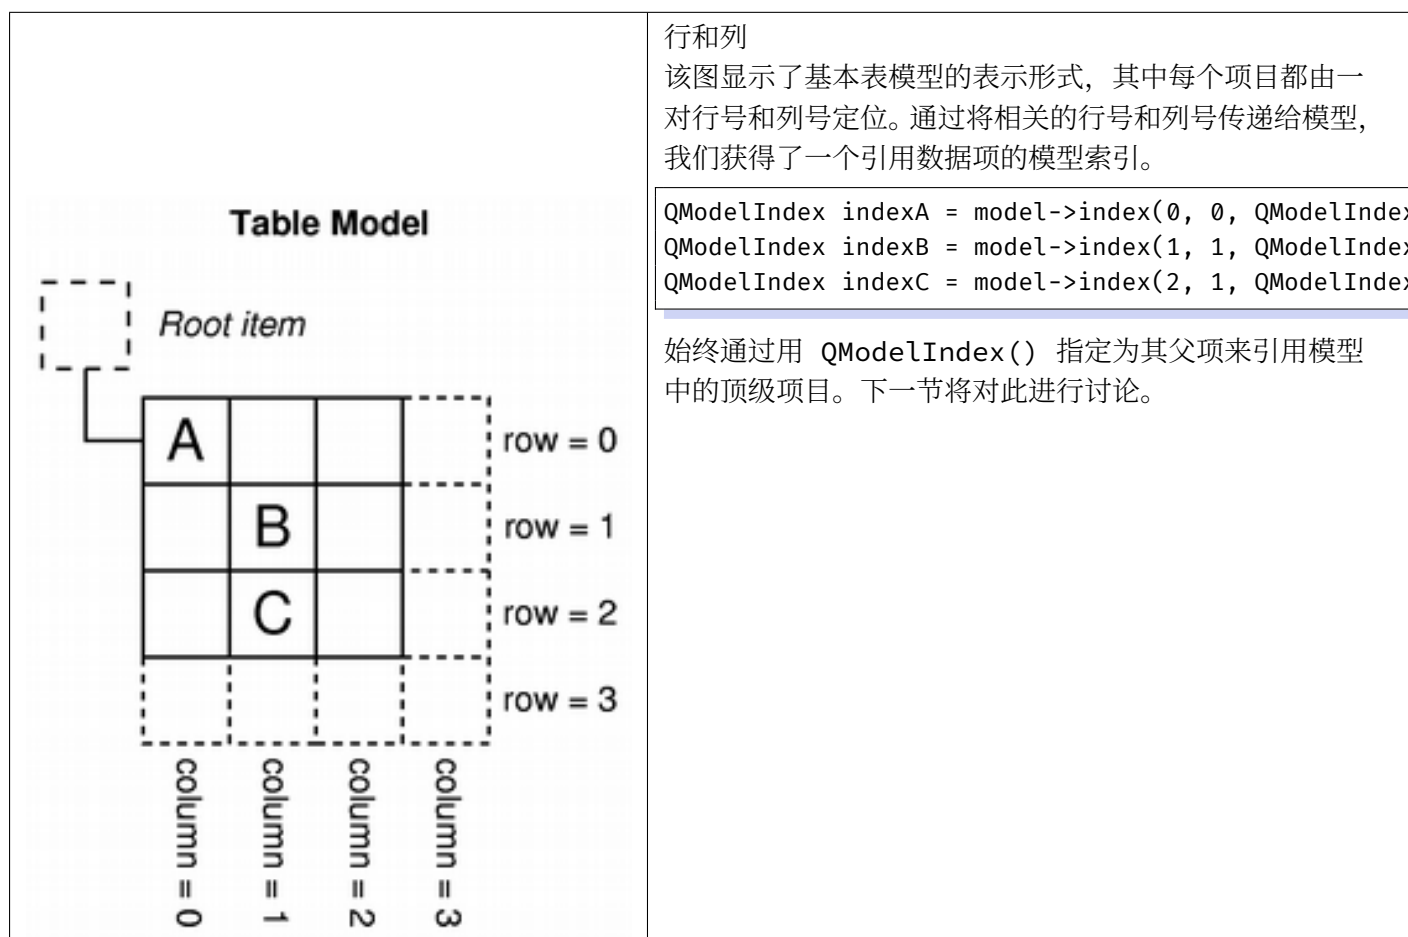 Table Model
Root item
A
row = 0
B
row = 1
C
row = 2
row = 3
column = 0
column = 1
column = 2
column = 3
行和列
该图显示了基本表模型的表示形式，其中每个项目都由一
对行号和列号定位。通过将相关的行号和列号传递给模型，
我们获得了一个引用数据项的模型索引。
QModelIndex indexA = model->index(0, 0, QModelIndex
QModelIndex indexB = model->index(1, 1, QModelIndex
QModelIndex indexC = model->index(2, 1, QModelIndex
始终通过用 QModelIndex() 指定为其父项来引用模型
中的顶级项目。下一节将对此进行讨论。